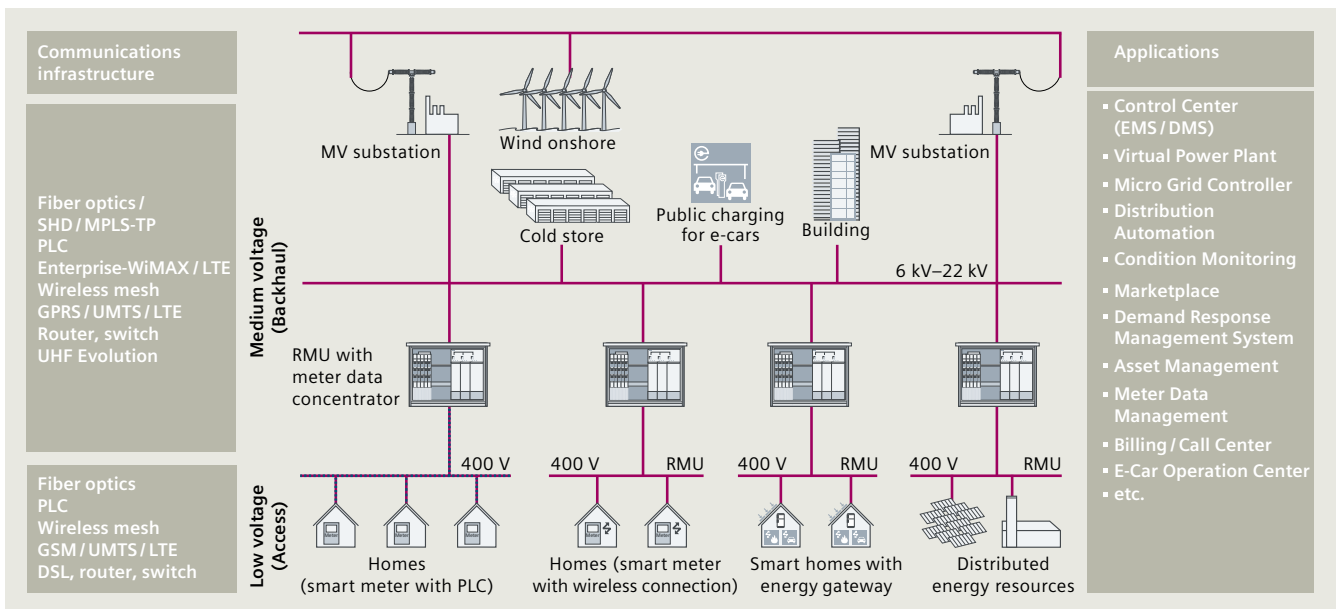 Communications
infrastructure
Fiber optics /
SHD / MPLS-TP
PLC
Enterprise-WiMAX / LTE
Wireless mesh
GPRS / UMTS / LTE
Router, switch
UHF Evolution
Fiber optics
PLC
Wireless mesh
GSM / UMTS / LTE
DSL, router, switch
Medium voltage
(Backhaul)
Low voltage
(Access)
MV substation
Wind onshore
MV substation
Cold store
Public charging
for e-cars
Building
6 kV–22 kV
RMU with
meter data
concentrator
400 V
400 V
RMU
400 V
RMU
400 V
RMU
Meter
Meter
Meter
Meter
Meter
Homes
(smart meter with PLC)
Homes (smart meter
with wireless connection)
Smart homes with
energy gateway
Distributed
energy resources
Applications
▪ Control Center
(EMS / DMS)
▪ Virtual Power Plant
▪ Micro Grid Controller
▪ Distribution
Automation
▪ Condition Monitoring
▪ Marketplace
▪ Demand Response
Management System
▪ Asset Management
▪ Meter Data
Management
▪ Billing / Call Center
▪ E-Car Operation Center
▪ etc.